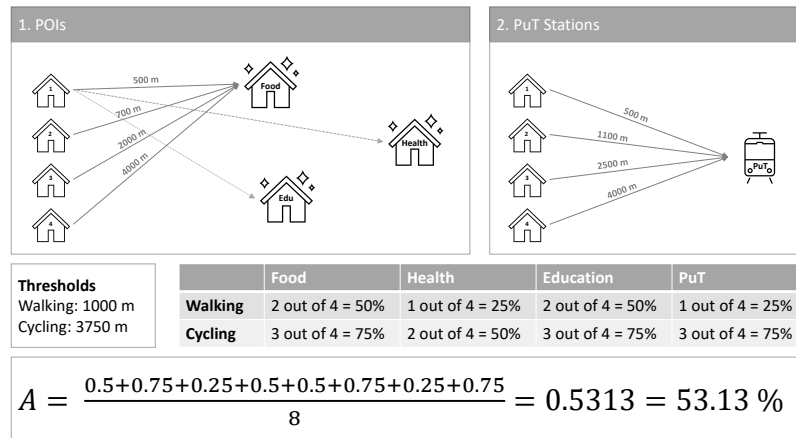 1. POIs
2. PuT Stations
1
2
3
4
500 m
700 m
2000 m
4000 m
Food
Health
Edu
1
2
3
4
500 m
1100 m
2500 m
4000 m
PuT
Thresholds
Walking: 1000 m
Cycling: 3750 m
Food Health Education PuT
Walking 2 out of 4 = 50% 1 out of 4 = 25% 2 out of 4 = 50% 1 out of 4 = 25%
Cycling 3 out of 4 = 75% 2 out of 4 = 50% 3 out of 4 = 75% 3 out of 4 = 75%
A = 0.5+0.75+0.25+0.5+0.5+0.75+0.25+0.75 / 8 = 0.5313 = 53.13 %